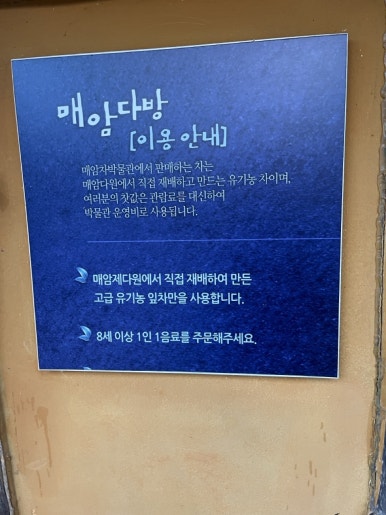 매암다방
[이용 안내]
매암차박물관에서 판매하는 차는
매암다원에서 직접 재배하고 만드는 유기농 차이며,
여러분의 찻값은 관람료를 대신하여
박물관 운영비로 사용됩니다.
매암제다원에서 직접 재배하여 만든
고급 유기농 잎차만을 사용합니다.
8세 이상 1인 1음료를 주문해주세요.